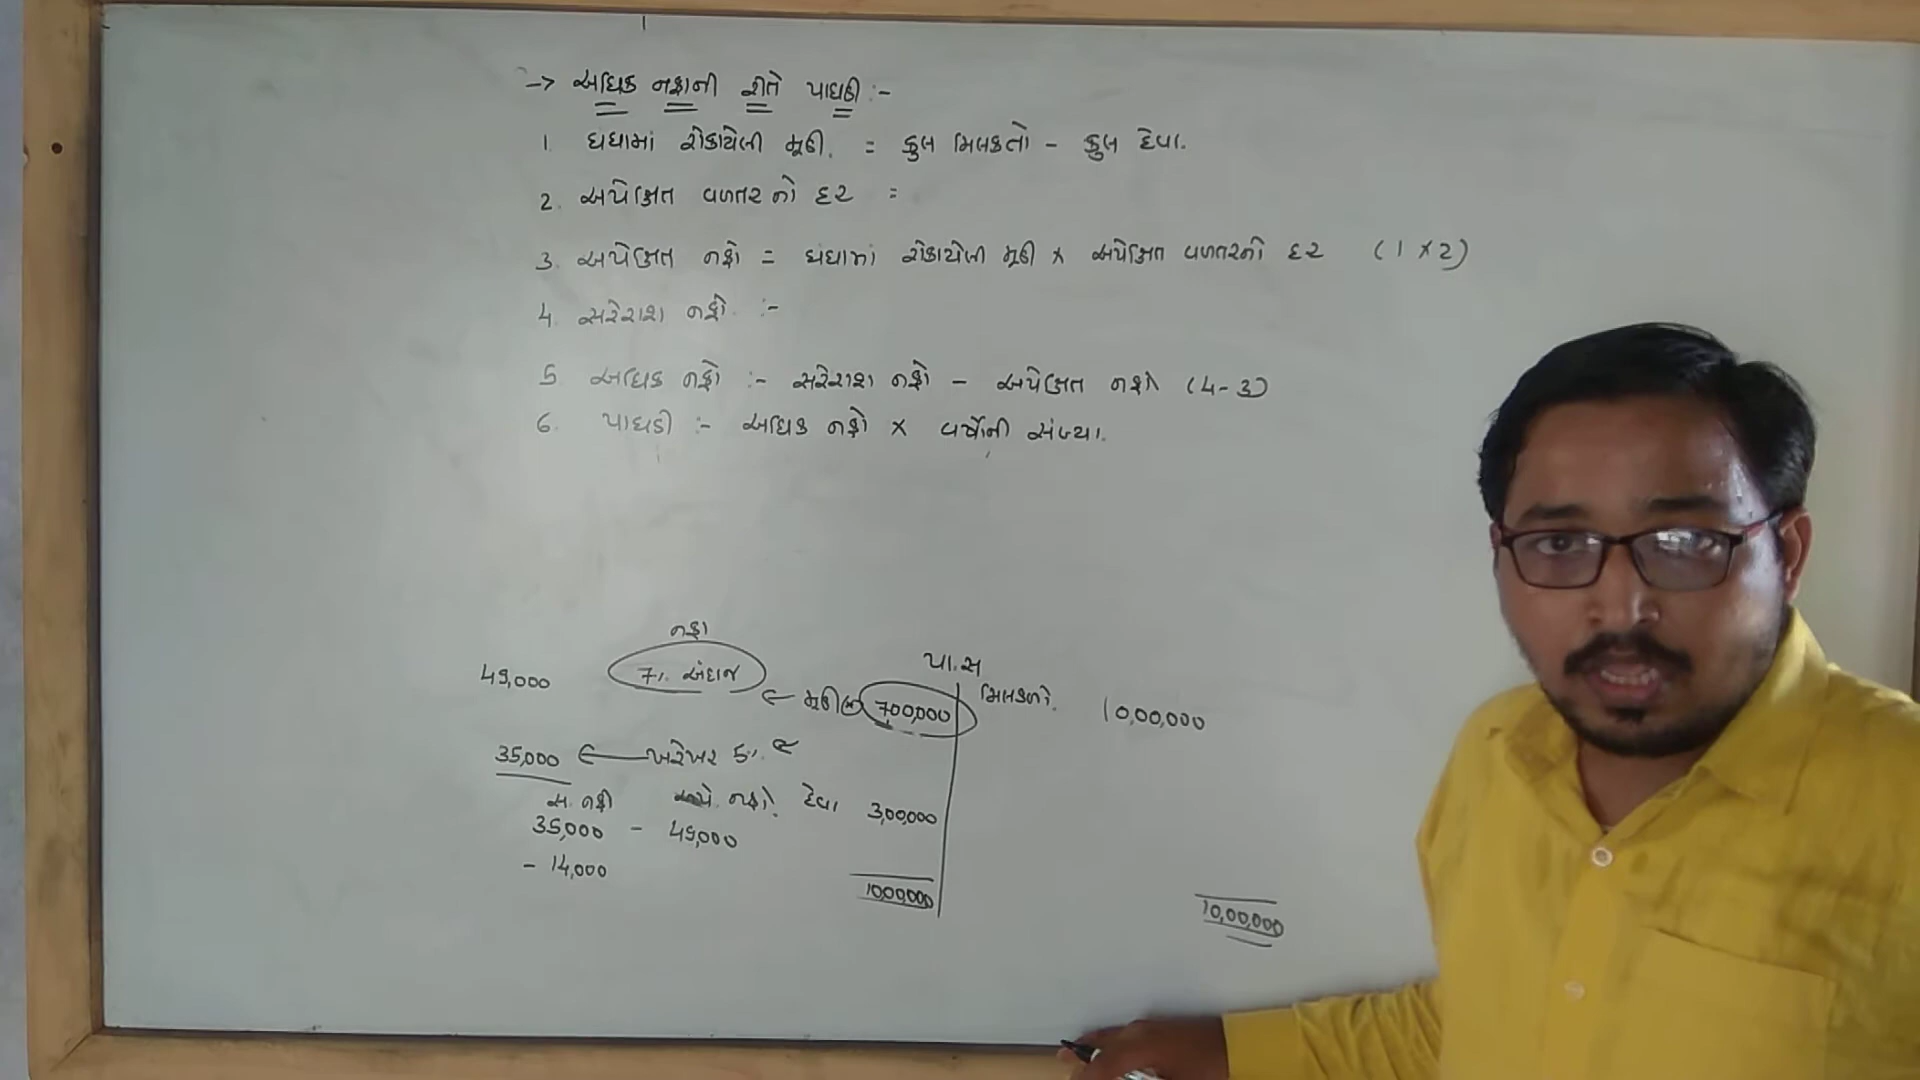 → અધિક નફાની રીતે પાઘડી :-
1. ધંધામાં રોકાયેલી મૂડી. = કુલ મિલકતો - કુલ દેવા.
2. અપેક્ષિત વળતરનો દર =
3. અપેક્ષિત નફો = ધંધામાં રોકાયેલી મૂડી × અપેક્ષિત વળતરનો દર (1 × 2)
4. સરેરાશ નફો :-
5. અધિક નફો :- સરેરાશ નફો - અપેક્ષિત નફો (4-3)
6. પાઘડી :- અધિક નફો × વર્ષોની સંખ્યા.
નફો
પા.સ
49,000 7% અંદાજ ← મૂડી 700,000 મિલકતો. 10,00,000
35,000 ← ખરેખર 5%
સ. નફો અપે. નફો. દેવા 3,00,000
35,000 - 49,000
- 14,000
10,00,000 10,00,000